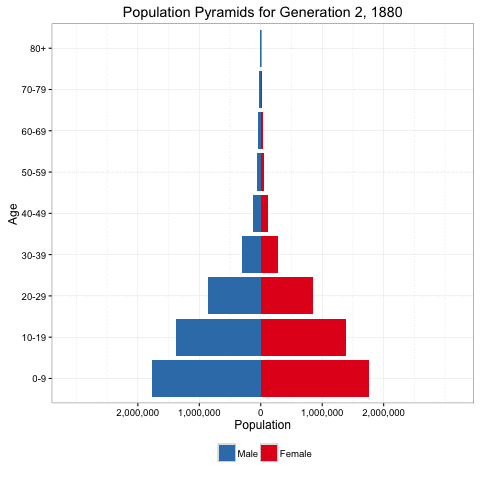 Population Pyramids for Generation 2, 1880
Age
80+
70-79
60-69
50-59
40-49
30-39
20-29
10-19
0-9
2,000,000 1,000,000 0 1,000,000 2,000,000
Population
Male Female